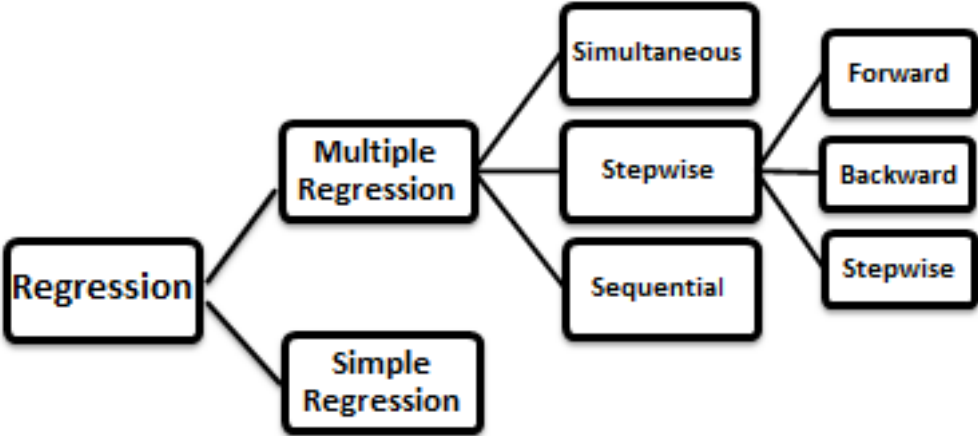 Regression
Multiple
Regression
Simple
Regression
Simultaneous
Stepwise
Sequential
Forward
Backward
Stepwise